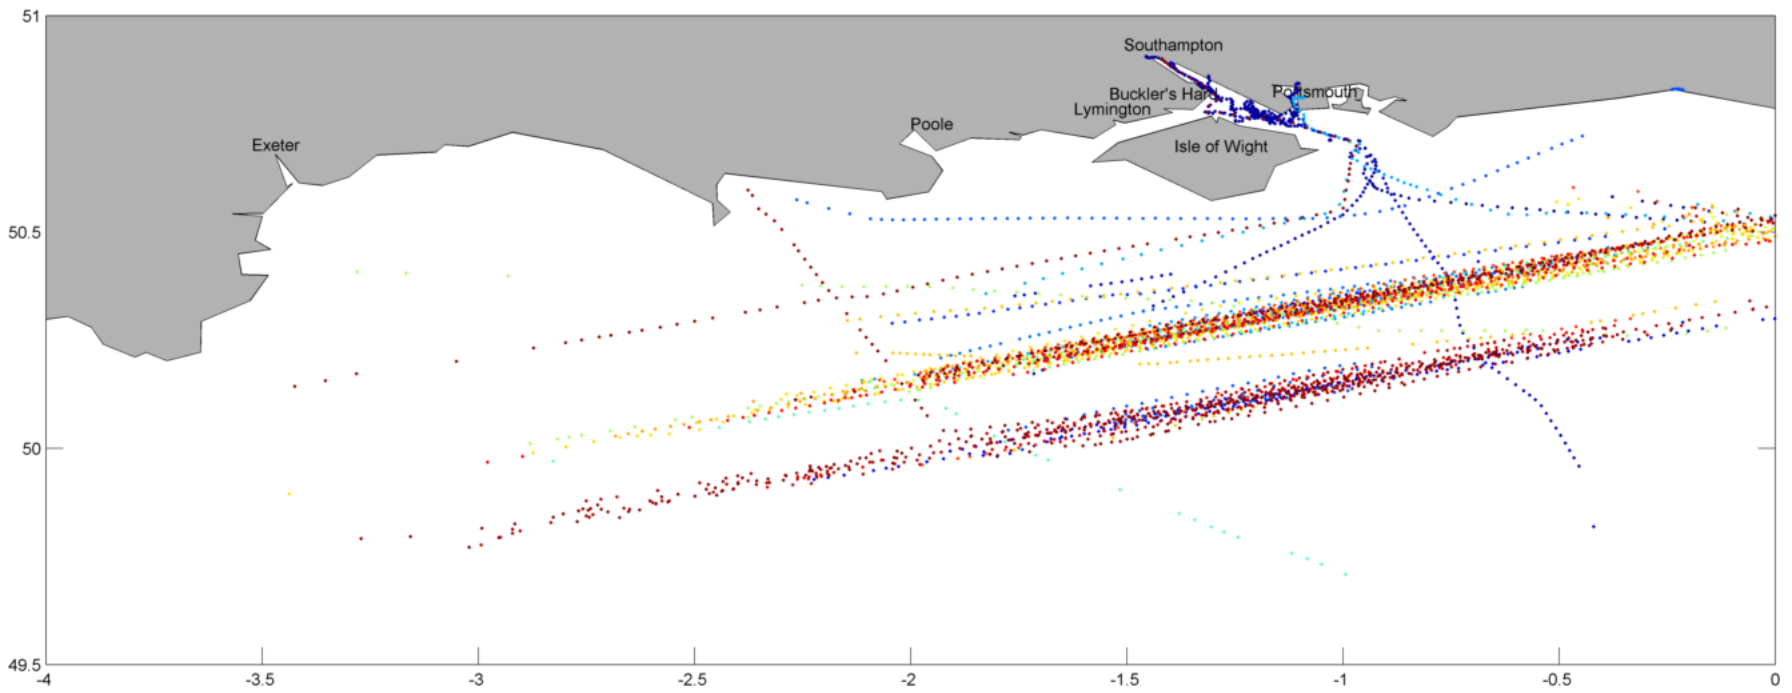 51
Southampton
Portsmouth
Buckler's Hard
Lymington
Poole
Exeter
Isle of Wight
50.5
50
49.5
-4
-3.5
-3
-2.5
-2
-1.5
-1
-0.5
0